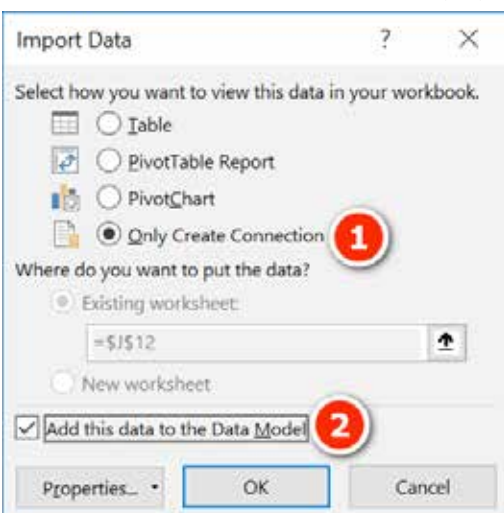 Import Data
?
Select how you want to view this data in your workbook.
Table
PivotTable Report
PivotChart
Only Create Connection
1
Where do you want to put the data?
Existing worksheet:
=$J$12
New worksheet
Add this data to the Data Model
2
Properties...
OK
Cancel